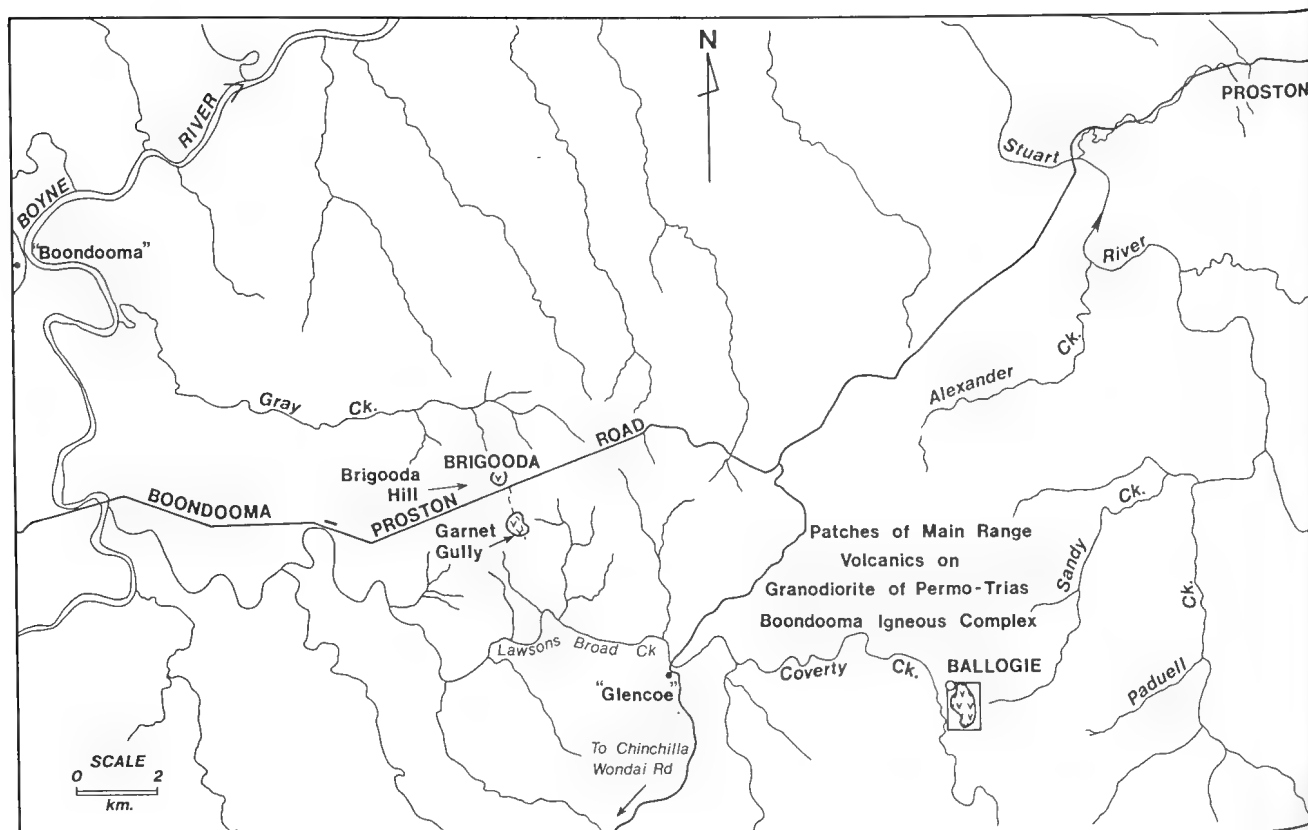 N
PROSTON
RIVER
BOYNE
"Boondooma"
Stuart
River
Alexander
Ck.
Gray Ck.
ROAD
BRIGOODA
Brigooda
Hill
PROSTON
BOONDOOMA
Garnet
Gully
Patches of Main Range
Volcanics on
Granodiorite of Permo-Trias
Boondooma Igneous Complex
Sandy
Ck.
Ck.
Paduell
Lawsons Broad Ck
"Glencoe"
Coverty Ck.
BALLOGIE
v
v v
v v
v
v
v v
v
To Chinchilla
Wondai Rd
SCALE
0 2
km.